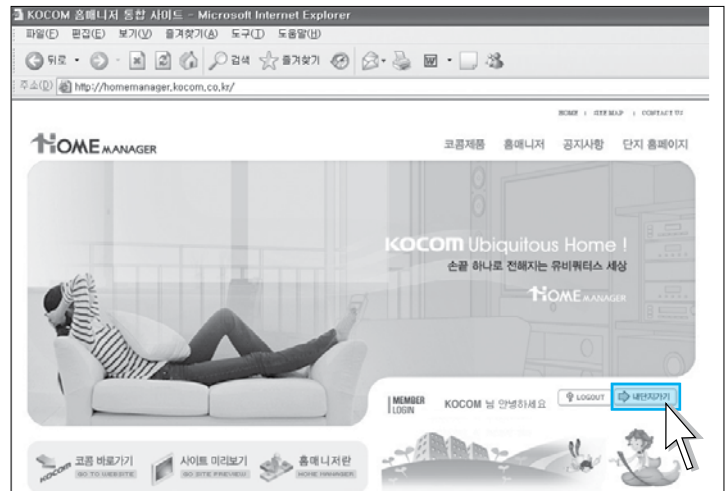 KOCOM 홈매니저 통합 사이트 - Microsoft Internet Explorer
파일(F) 편집(E) 보기(V) 즐겨찾기(A) 도구(T) 도움말(H)
뒤로 검색 즐겨찾기
주소(D) http://homemanager.kocom.co.kr/
HOME | SITE MAP | CONTACT US
HOME MANAGER 코콤제품 홈매니저 공지사항 단지 홈페이지
KOCOM Ubiquitous Home !
손끝 하나로 전해지는 유비쿼터스 세상
HOME MANAGER
MEMBER LOGIN KOCOM 님 안녕하세요 LOGOUT 내단지가기
KOCOM 코콤 바로가기 사이트 미리보기 홈매니저란
GO TO WEBSITE GO SITE PREVIEW HOME MANAGER